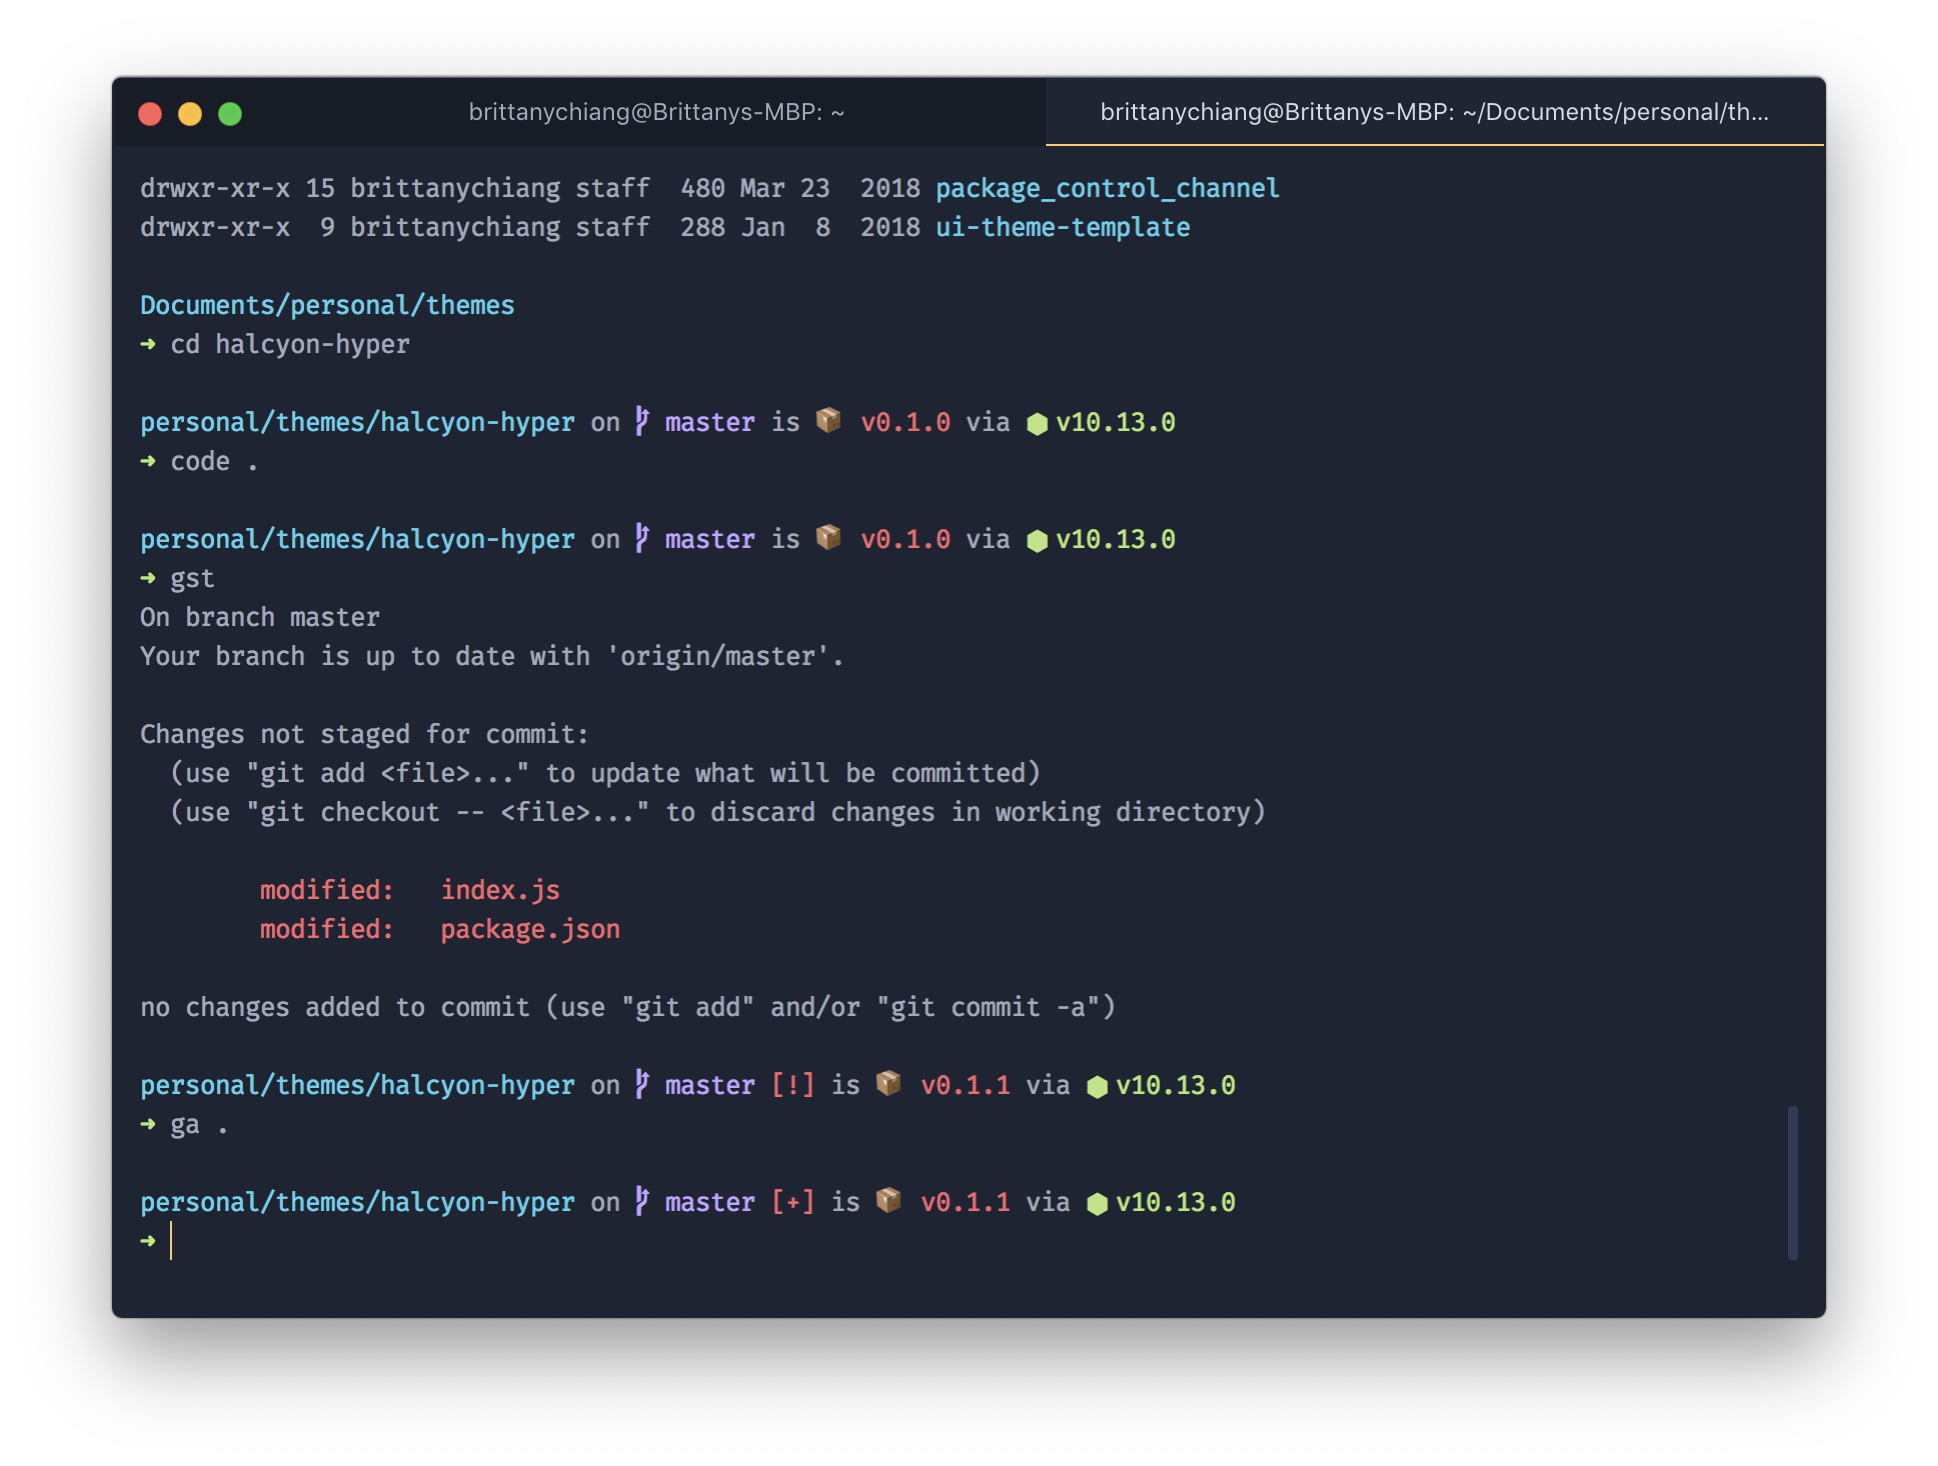 brittanychiang@Brittanys-MBP: ~
brittanychiang@Brittanys-MBP: ~/Documents/personal/th...
drwxr-xr-x 15 brittanychiang staff  480 Mar 23  2018 package_control_channel
drwxr-xr-x  9 brittanychiang staff  288 Jan  8  2018 ui-theme-template
Documents/personal/themes
➜ cd halcyon-hyper
personal/themes/halcyon-hyper on  master is 📦 v0.1.0 via ⬢ v10.13.0
➜ code .
personal/themes/halcyon-hyper on  master is 📦 v0.1.0 via ⬢ v10.13.0
➜ gst
On branch master
Your branch is up to date with 'origin/master'.
Changes not staged for commit:
  (use "git add <file>..." to update what will be committed)
  (use "git checkout -- <file>..." to discard changes in working directory)
        modified:   index.js
        modified:   package.json
no changes added to commit (use "git add" and/or "git commit -a")
personal/themes/halcyon-hyper on  master [!] is 📦 v0.1.1 via ⬢ v10.13.0
➜ ga .
personal/themes/halcyon-hyper on  master [+] is 📦 v0.1.1 via ⬢ v10.13.0
➜